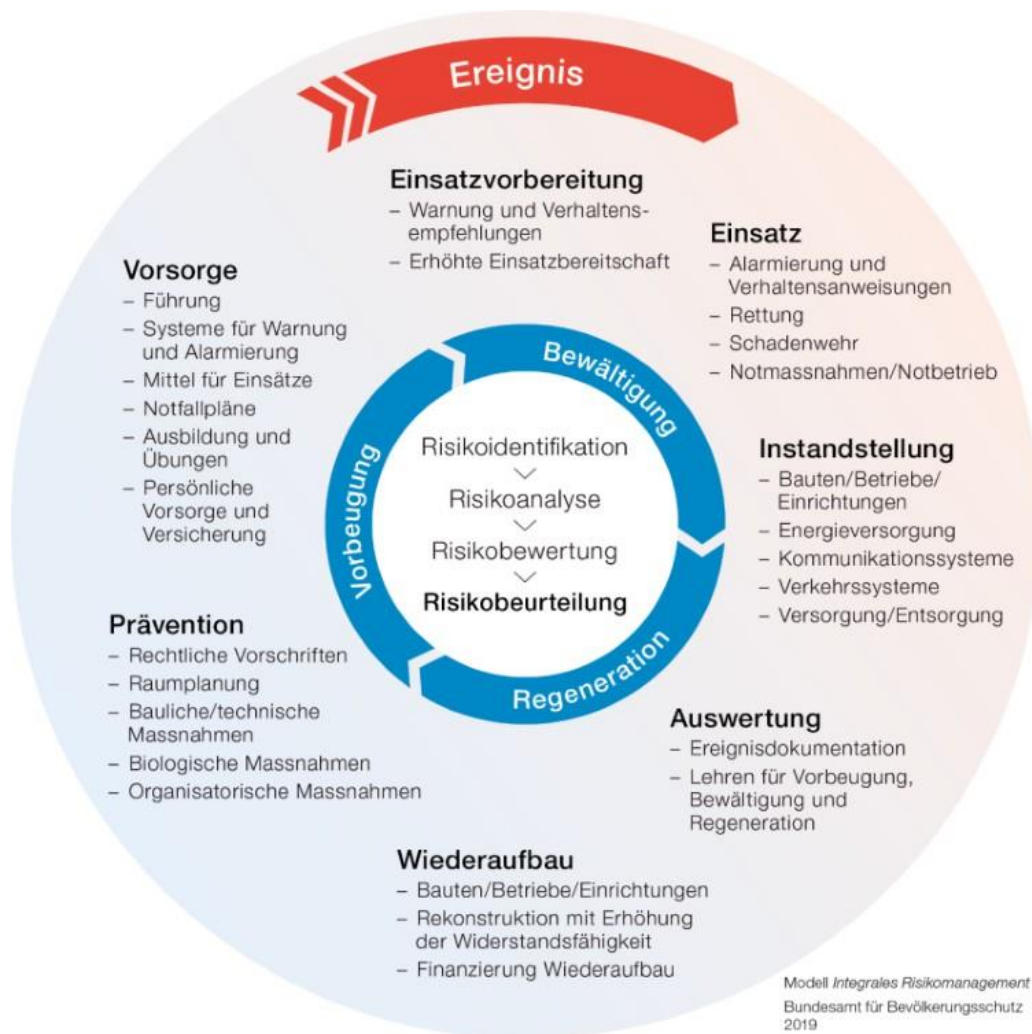 Ereignis
Einsatzvorbereitung
– Warnung und Verhaltens-
empfehlungen
– Erhöhte Einsatzbereitschaft
Einsatz
– Alarmierung und
Verhaltensanweisungen
– Rettung
– Schadenwehr
– Notmassnahmen/Notbetrieb
Vorsorge
– Führung
– Systeme für Warnung
und Alarmierung
– Mittel für Einsätze
– Notfallpläne
– Ausbildung und
Übungen
– Persönliche
Vorsorge und
Versicherung
Bewältigung
Vorbeugung
Regeneration
Risikoidentifikation
Risikoanalyse
Risikobewertung
Risikobeurteilung
Instandstellung
– Bauten/Betriebe/
Einrichtungen
– Energieversorgung
– Kommunikationssysteme
– Verkehrssysteme
– Versorgung/Entsorgung
Prävention
– Rechtliche Vorschriften
– Raumplanung
– Bauliche/technische
Massnahmen
– Biologische Massnahmen
– Organisatorische Massnahmen
Auswertung
– Ereignisdokumentation
– Lehren für Vorbeugung,
Bewältigung und
Regeneration
Wiederaufbau
– Bauten/Betriebe/Einrichtungen
– Rekonstruktion mit Erhöhung
der Widerstandsfähigkeit
– Finanzierung Wiederaufbau
Modell Integrales Risikomanagement
Bundesamt für Bevölkerungsschutz
2019